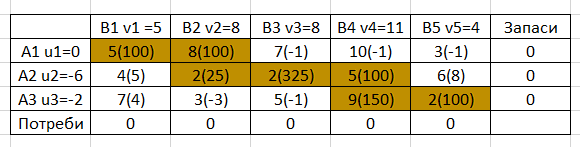 B1 v1 =5 B2 v2=8 B3 v3=8 B4 v4=11 B5 v5=4 Запаси
A1 u1=0 5(100) 8(100) 7(-1) 10(-1) 3(-1) 0
A2 u2=-6 4(5) 2(25) 2(325) 5(100) 6(8) 0
A3 u3=-2 7(4) 3(-3) 5(-1) 9(150) 2(100) 0
Потреби 0 0 0 0 0